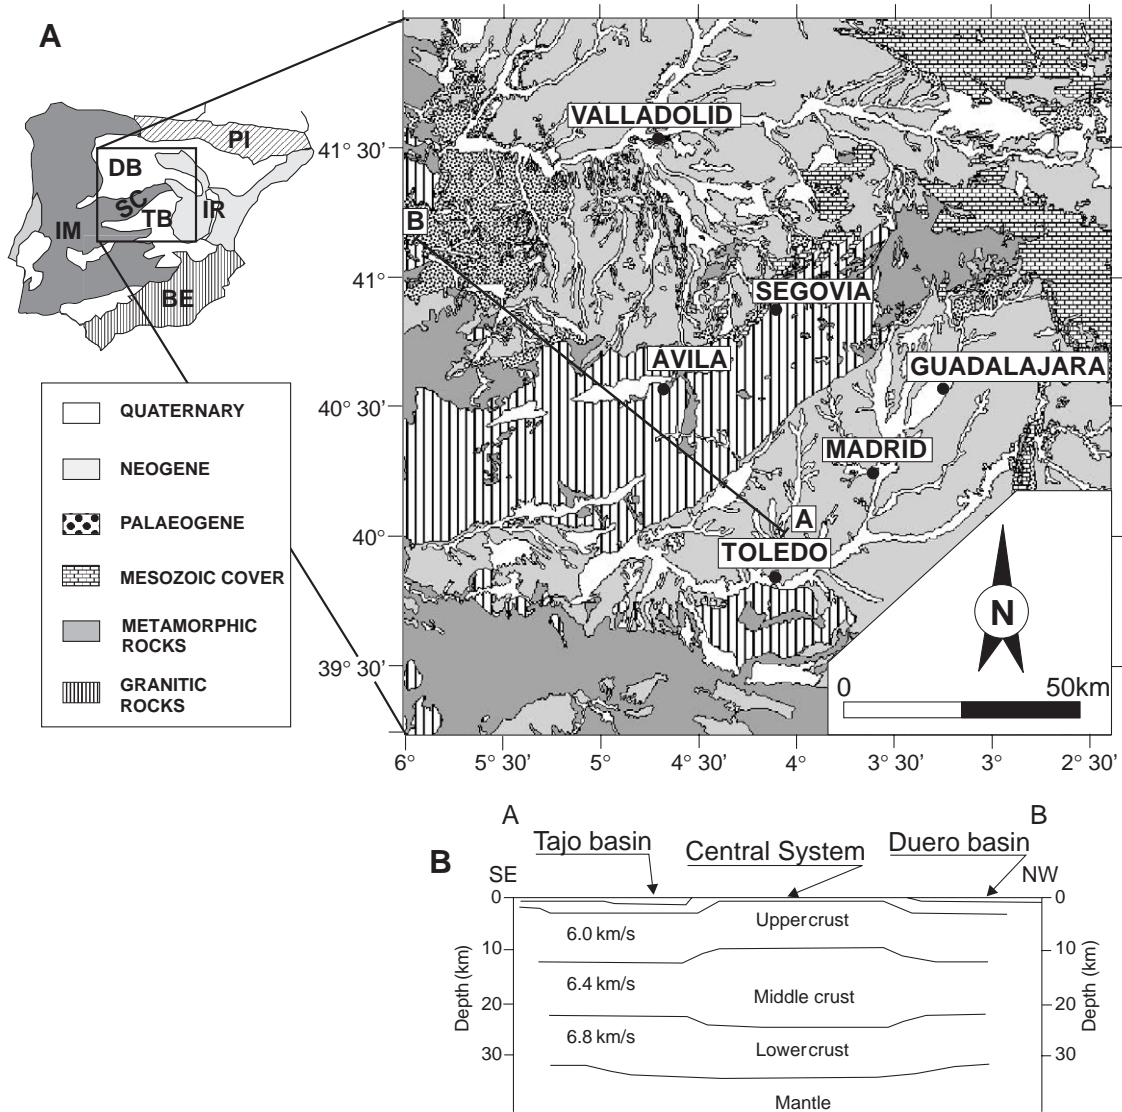 A
PI
DB
SC
TB
IR
IM
BE
QUATERNARY
NEOGENE
PALAEOGENE
MESOZOIC COVER
METAMORPHIC
ROCKS
GRANITIC
ROCKS
41° 30'
41°
40° 30'
40°
39° 30'
VALLADOLID
B
SEGOVIA
AVILA
GUADALAJARA
MADRID
A
TOLEDO
N
0 50km
6° 5° 30' 5° 4° 30' 4° 3° 30' 3° 2° 30'
A B
B
Tajo basin Central System Duero basin
SE NW
0 0
Upper crust
6.0 km/s
10 10
Depth (km) Depth (km)
6.4 km/s
Middle crust
20 20
6.8 km/s
Lower crust
30 30
Mantle